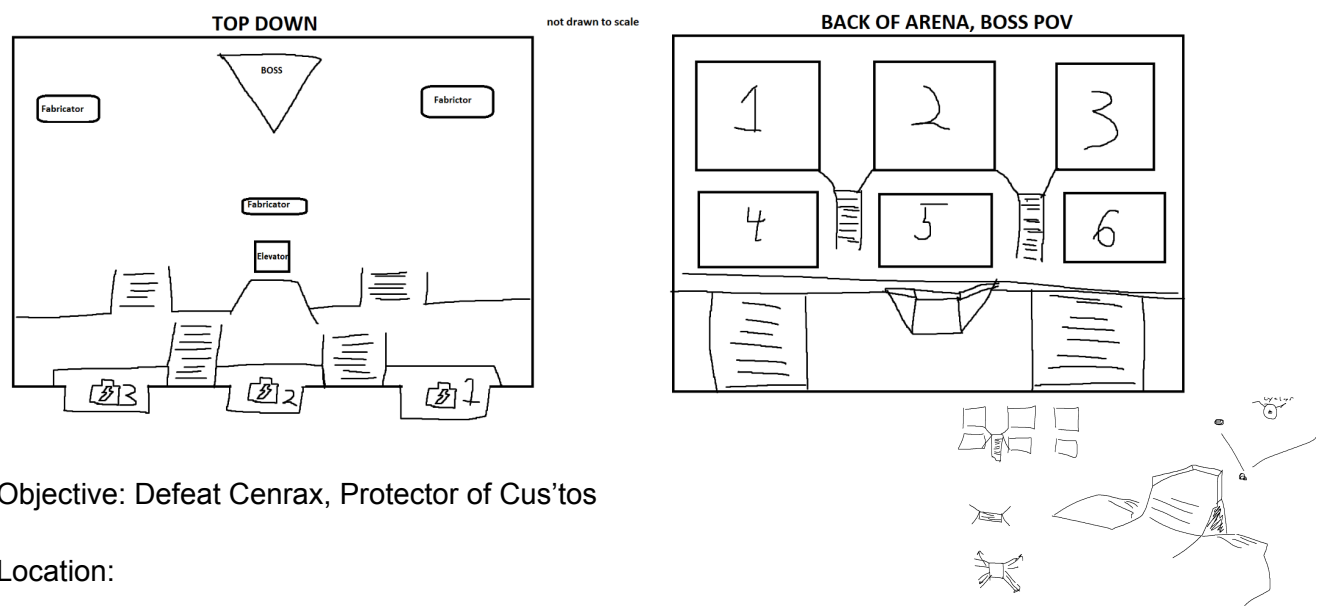 TOP DOWN
not drawn to scale
BACK OF ARENA, BOSS POV
BOSS
Fabricator
Fabrictor
Fabricator
Elevator
3
2
1
1
2
3
4
5
6
Objective: Defeat Cenrax, Protector of Cus’tos
Location: